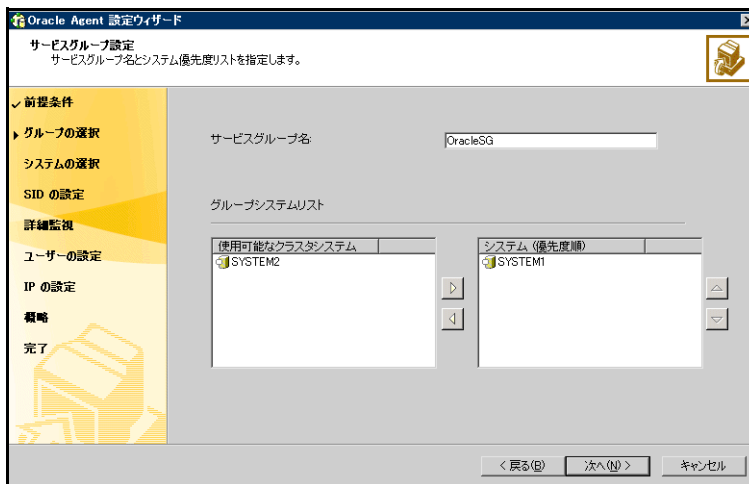 Oracle Agent 設定ウィザード
サービスグループ設定
サービスグループ名とシステム優先度リストを指定します。
前提条件
グループの選択
システムの選択
SID の設定
詳細監視
ユーザーの設定
IP の設定
概略
完了
サービスグループ名:
OracleSG
グループシステムリスト
使用可能なクラスタシステム
SYSTEM2
システム (優先度順)
SYSTEM1
< 戻る(B)
次へ(N) >
キャンセル